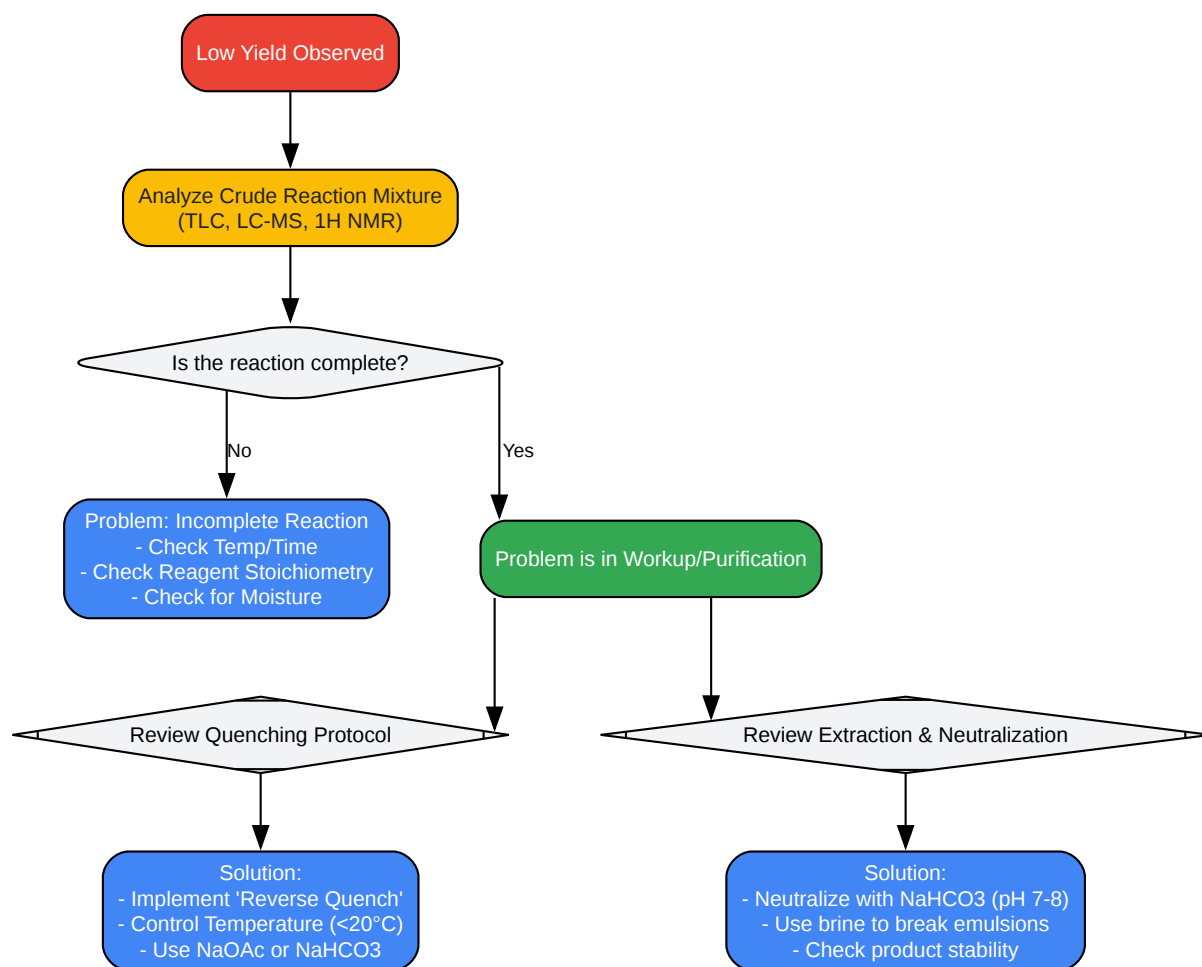 Low Yield Observed
Analyze Crude Reaction Mixture
(TLC, LC-MS, 1H NMR)
Is the reaction complete?
No
Yes
Problem: Incomplete Reaction
- Check Temp/Time
- Check Reagent Stoichiometry
- Check for Moisture
Problem is in Workup/Purification
Review Quenching Protocol
Review Extraction & Neutralization
Solution:
- Implement 'Reverse Quench'
- Control Temperature (<20°C)
- Use NaOAc or NaHCO3
Solution:
- Neutralize with NaHCO3 (pH 7-8)
- Use brine to break emulsions
- Check product stability